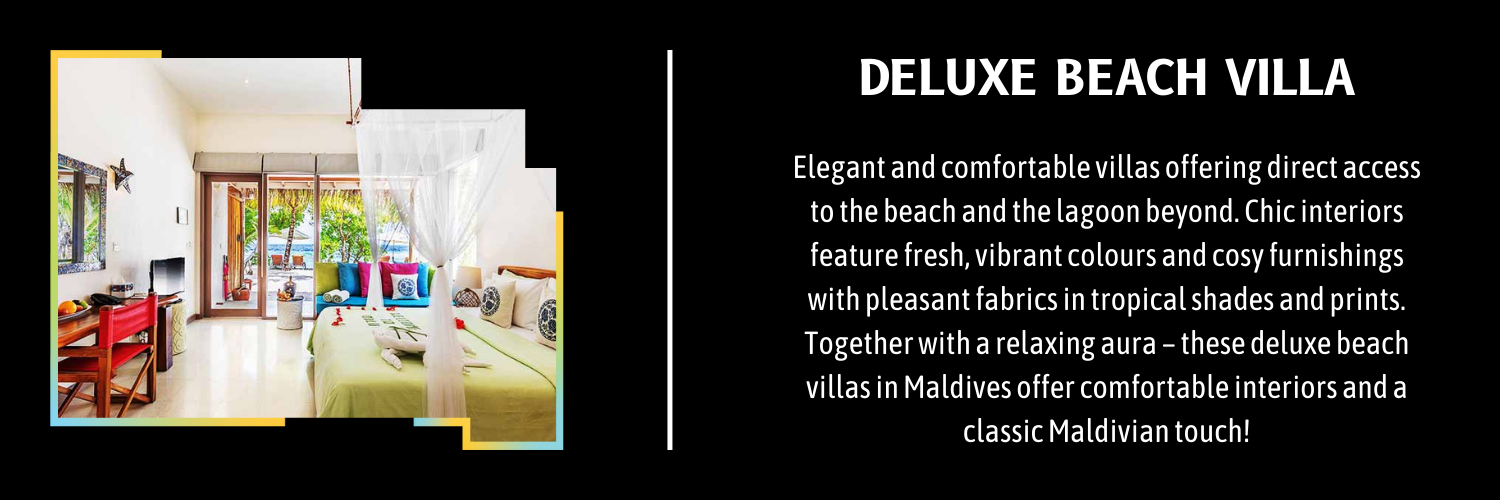 DELUXE BEACH VILLA
Elegant and comfortable villas offering direct access
to the beach and the lagoon beyond. Chic interiors
feature fresh, vibrant colours and cosy furnishings
with pleasant fabrics in tropical shades and prints.
Together with a relaxing aura – these deluxe beach
villas in Maldives offer comfortable interiors and a
classic Maldivian touch!